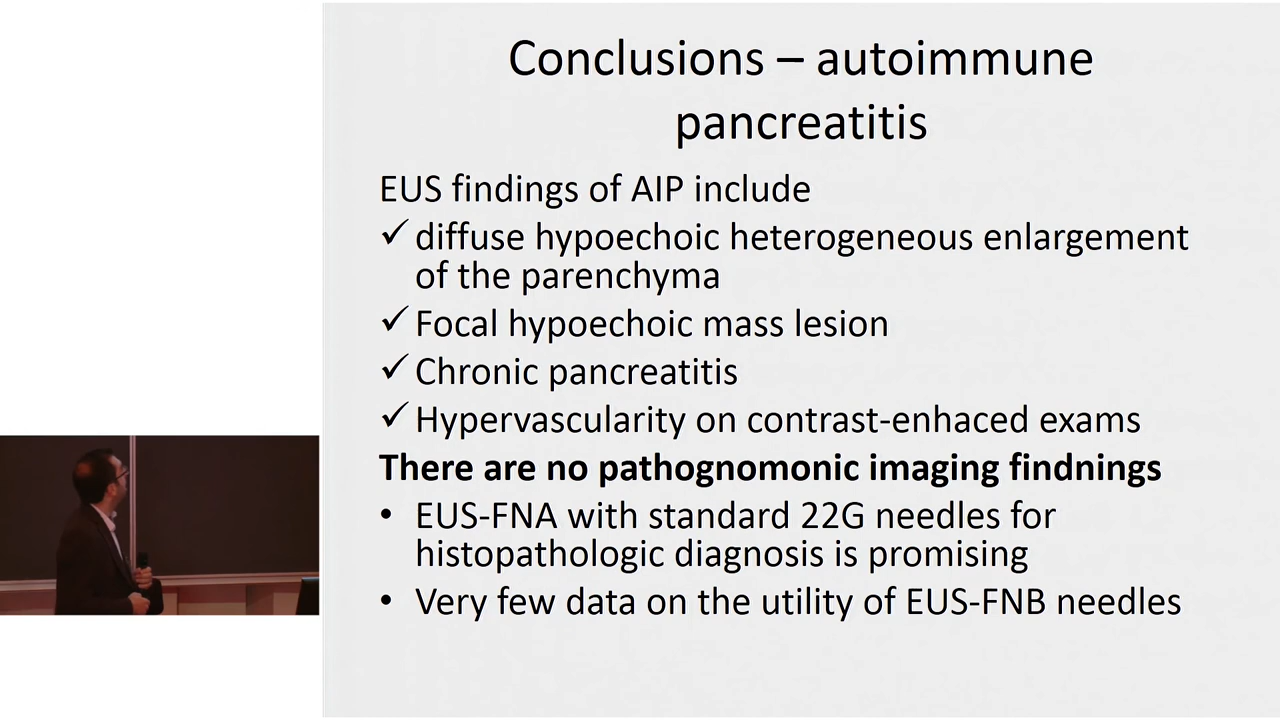 Conclusions – autoimmune
pancreatitis
EUS findings of AIP include
✓ diffuse hypoechoic heterogeneous enlargement
of the parenchyma
✓ Focal hypoechoic mass lesion
✓ Chronic pancreatitis
✓ Hypervascularity on contrast-enhaced exams
There are no pathognomonic imaging findnings
• EUS-FNA with standard 22G needles for
histopathologic diagnosis is promising
• Very few data on the utility of EUS-FNB needles